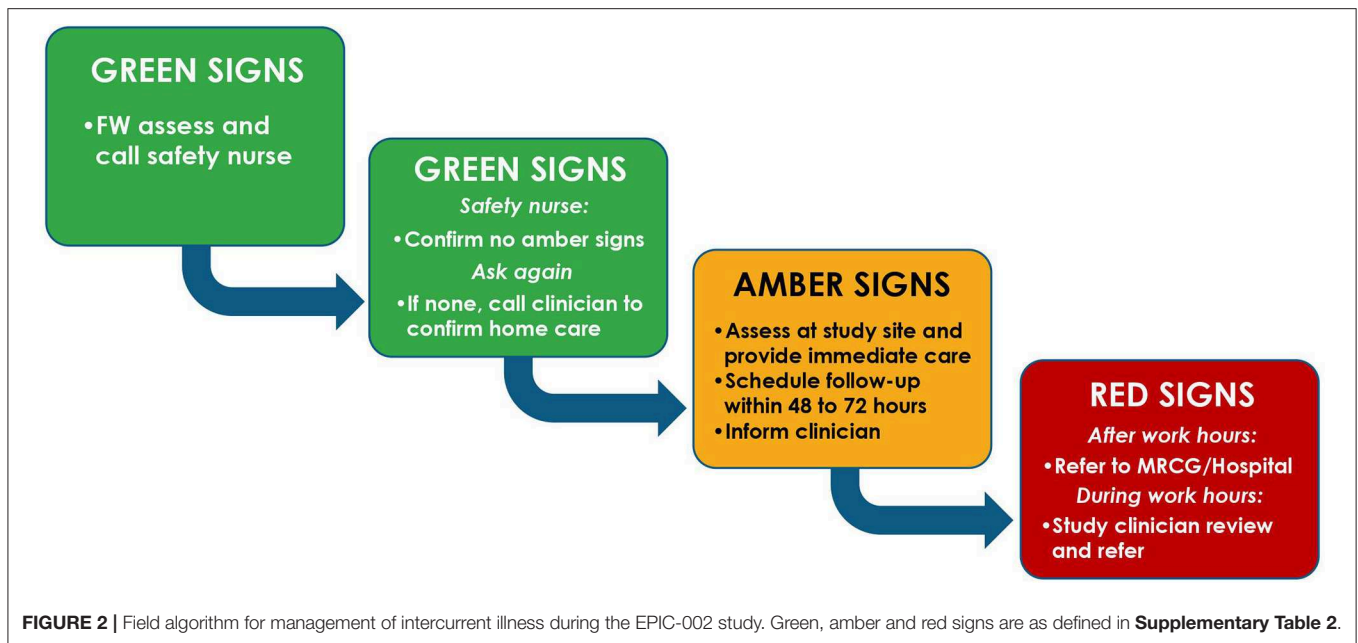 GREEN SIGNS
•FW assess and
call safety nurse
GREEN SIGNS
Safety nurse:
•Confirm no amber signs
Ask again
•If none, call clinician to
confirm home care
AMBER SIGNS
•Assess at study site and
provide immediate care
•Schedule follow-up
within 48 to 72 hours
•Inform clinician
RED SIGNS
After work hours:
•Refer to MRCG/Hospital
During work hours:
•Study clinician review
and refer
FIGURE 2 | Field algorithm for management of intercurrent illness during the EPIC-002 study. Green, amber and red signs are as defined in Supplementary Table 2.